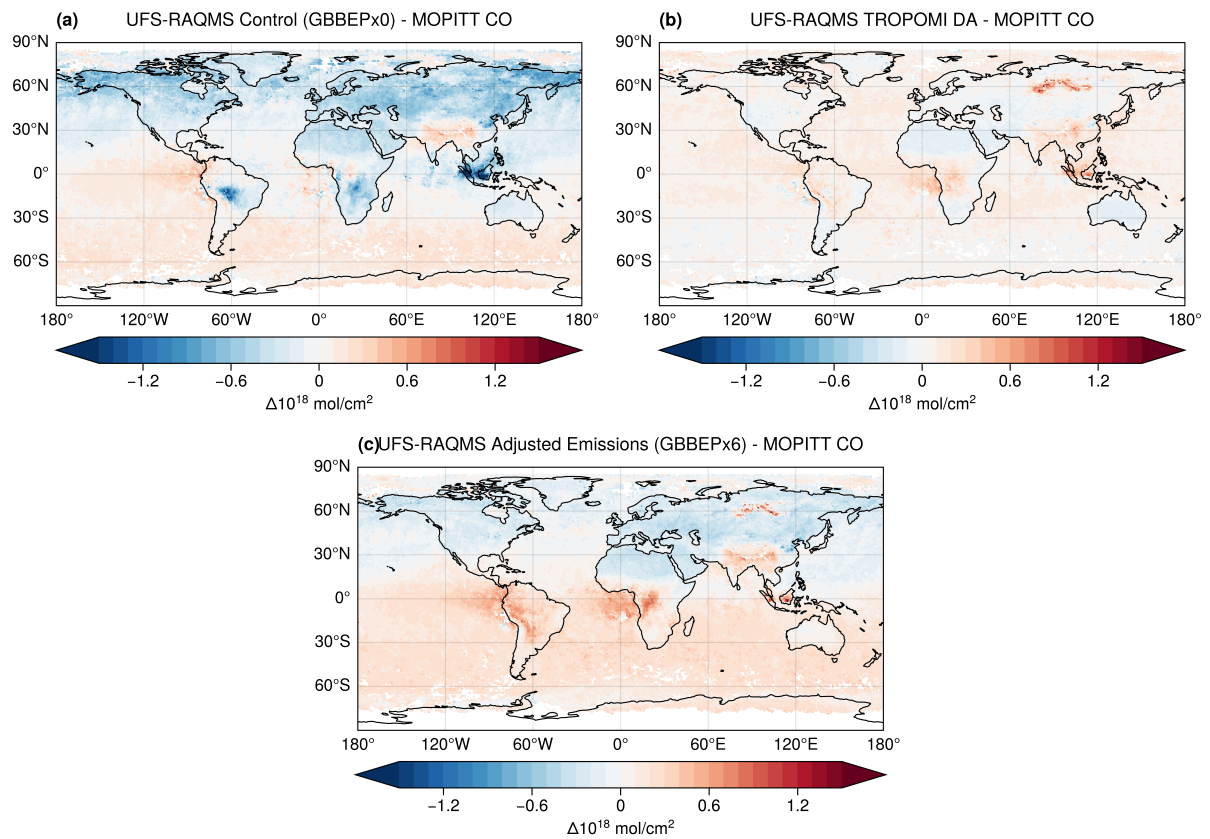 (a) UFS-RAQMS Control (GBBEPx0) - MOPITT CO
90°N
60°N
30°N
0°
30°S
60°S
180° 120°W 60°W 0° 60°E 120°E 180°
−1.2 −0.6 0 0.6 1.2
Δ10¹⁸ mol/cm²
(b) UFS-RAQMS TROPOMI DA - MOPITT CO
90°N
60°N
30°N
0°
30°S
60°S
180° 120°W 60°W 0° 60°E 120°E 180°
−1.2 −0.6 0 0.6 1.2
Δ10¹⁸ mol/cm²
(c)UFS-RAQMS Adjusted Emissions (GBBEPx6) - MOPITT CO
90°N
60°N
30°N
0°
30°S
60°S
180° 120°W 60°W 0° 60°E 120°E 180°
−1.2 −0.6 0 0.6 1.2
Δ10¹⁸ mol/cm²